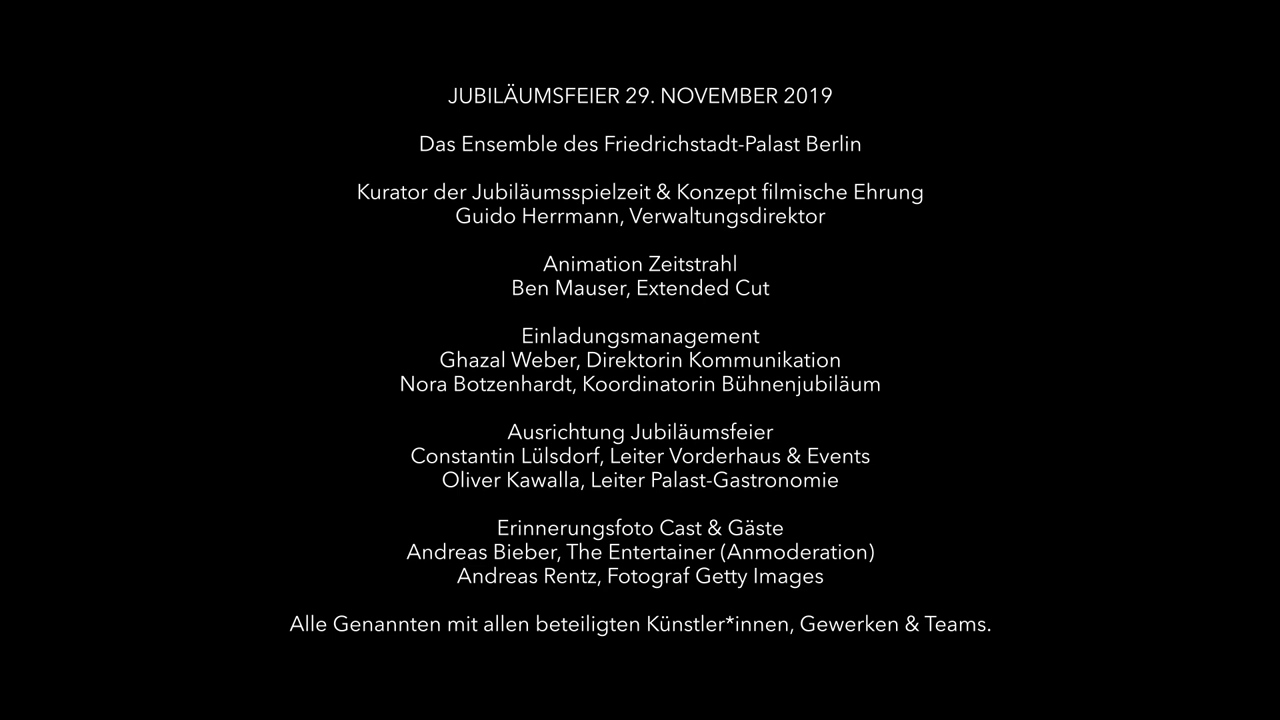 JUBILÄUMSFEIER 29. NOVEMBER 2019
Das Ensemble des Friedrichstadt-Palast Berlin
Kurator der Jubiläumsspielzeit & Konzept filmische Ehrung
Guido Herrmann, Verwaltungsdirektor
Animation Zeitstrahl
Ben Mauser, Extended Cut
Einladungsmanagement
Ghazal Weber, Direktorin Kommunikation
Nora Botzenhardt, Koordinatorin Bühnenjubiläum
Ausrichtung Jubiläumsfeier
Constantin Lülsdorf, Leiter Vorderhaus & Events
Oliver Kawalla, Leiter Palast-Gastronomie
Erinnerungsfoto Cast & Gäste
Andreas Bieber, The Entertainer (Anmoderation)
Andreas Rentz, Fotograf Getty Images
Alle Genannten mit allen beteiligten Künstler*innen, Gewerken & Teams.